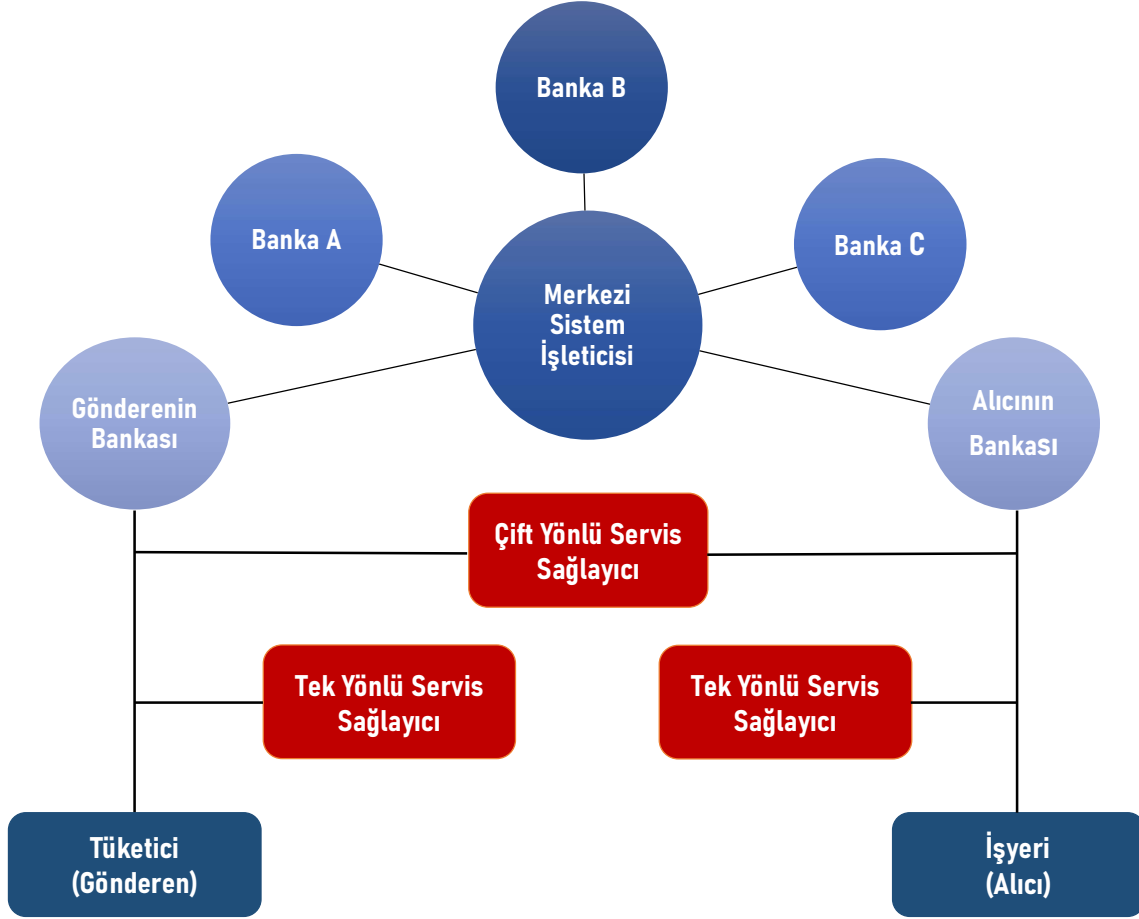 Banka B
Banka A
Banka C
Merkezi
Sistem
İşleticisi
Gönderenin
Bankası
Alıcının
Bankası
Çift Yönlü Servis
Sağlayıcı
Tek Yönlü Servis
Sağlayıcı
Tek Yönlü Servis
Sağlayıcı
Tüketici
(Gönderen)
İşyeri
(Alıcı)